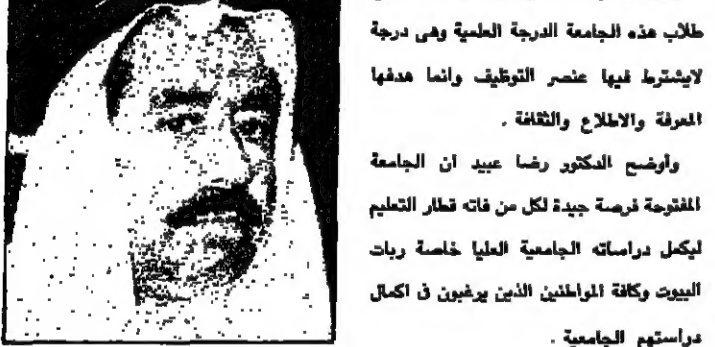 طلاب هذه الجامعة الدرجة العلمية وهى درجة
لايشترط فيها عنصر التوظيف وانما هدفها
المعرفة والاطلاع والثقافة .
وأوضح الدكتور رضا عبيد ان الجامعة
المفتوحة فرصة جيدة لكل من فاته قطار التعليم
ليكمل دراساته الجامعية العليا خاصة ربات
البيوت وكافة المواطنين الذين يرغبون فى اكمال
دراستهم الجامعية .